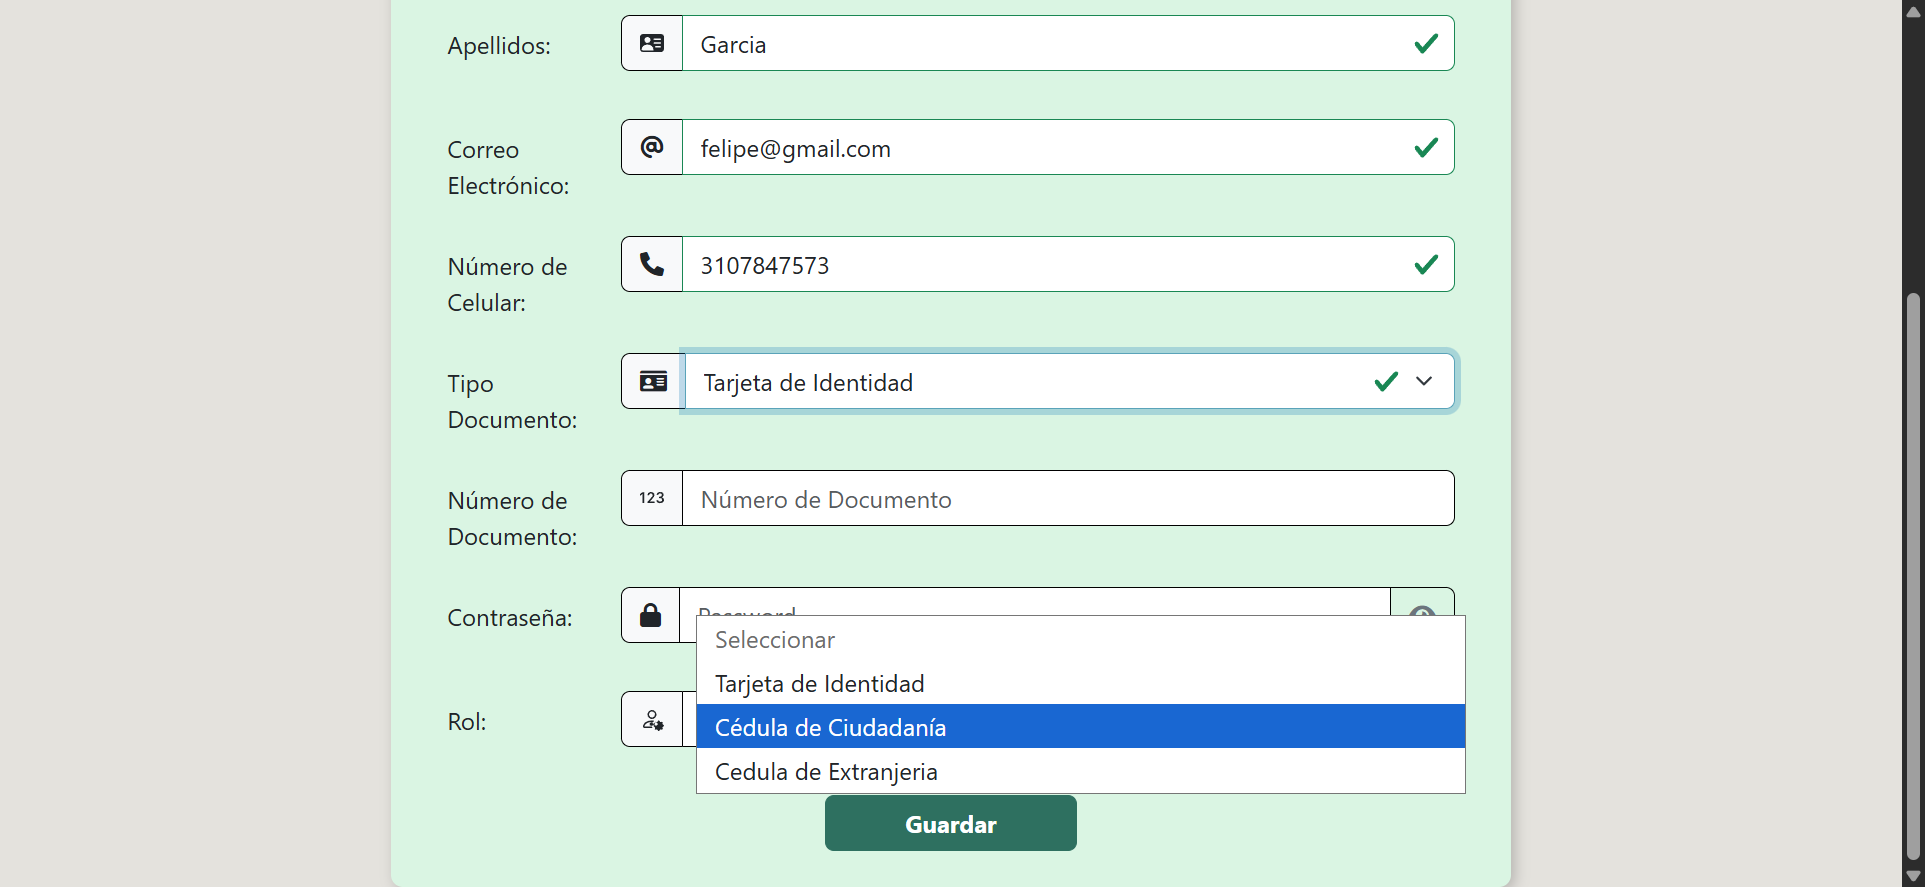 Apellidos:
Garcia
Correo
Electrónico:
felipe@gmail.com
Número de
Celular:
3107847573
Tipo
Documento:
Tarjeta de Identidad
Número de
Documento:
123
Número de Documento
Contraseña:
Password
Seleccionar
Tarjeta de Identidad
Cédula de Ciudadanía
Cedula de Extranjeria
Rol:
Guardar